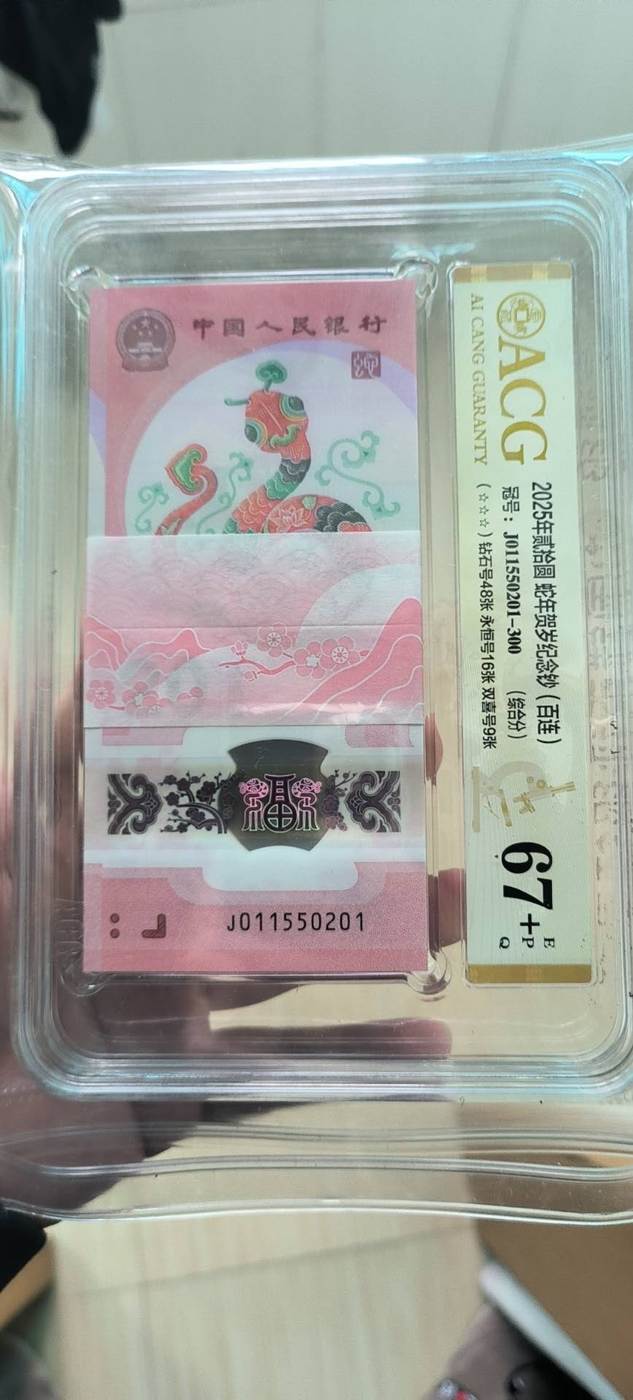 中国人民银行
J011550201
ACG
AI CANG GUARANTY
2025年贰拾圆 蛇年贺岁纪念钞（百连）
冠号：J011550201-300 （综合分）
（☆☆☆）钻石号48张 永恒号16张 双喜号9张
67+
E
P
Q